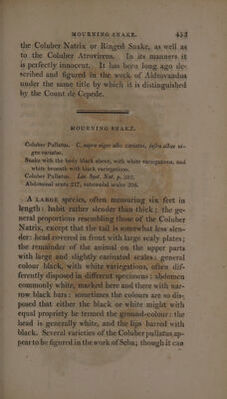 MOURNING SNAKE. 453
the Coluber Natrix or Ringed Snake, as well as
to the Coluber Atrovirens. In its manners it
is perfectly innocent. It has been long ago de-
scribed and figured in the work of Aldrovandus
under the same title by which it is distinguished
by the Count de Cepede.
MOURNING SNAKE.
Coluber Pullatus. C. supra niger albo variatus, infra albus ni-
gro variatus.
Snake with the body black above, with white variegations, and
white beneath with black variegations.
Coluber Pullatus. Lin. Syst. Nat. p.
Abdominal scuta 217, subcaudal scales 108.
A LARGE species, often measuring six feet in
length: habit rather slender than thick; the ge-
neral proportions resembling those of the Coluber
Natrix, except that the tail is somewhat less slen-
der: head covered in front with large scaly plates;
the remainder of the animal on the upper parts
with large and slightly carinated scales: general
colour black, with white variegations, often dif-
ferently disposed in different specimens: abdomen
commonly white, marked here and there with nar-
row black bars: sometimes the colours are so dis-
posed that either the black or white might with
equal propriety be termed the ground-colour: the
head is generally white, and the lips barred with
black. Several varieties of the Coluber pullatus ap-
pear to be figured in the work of Seba; though it can